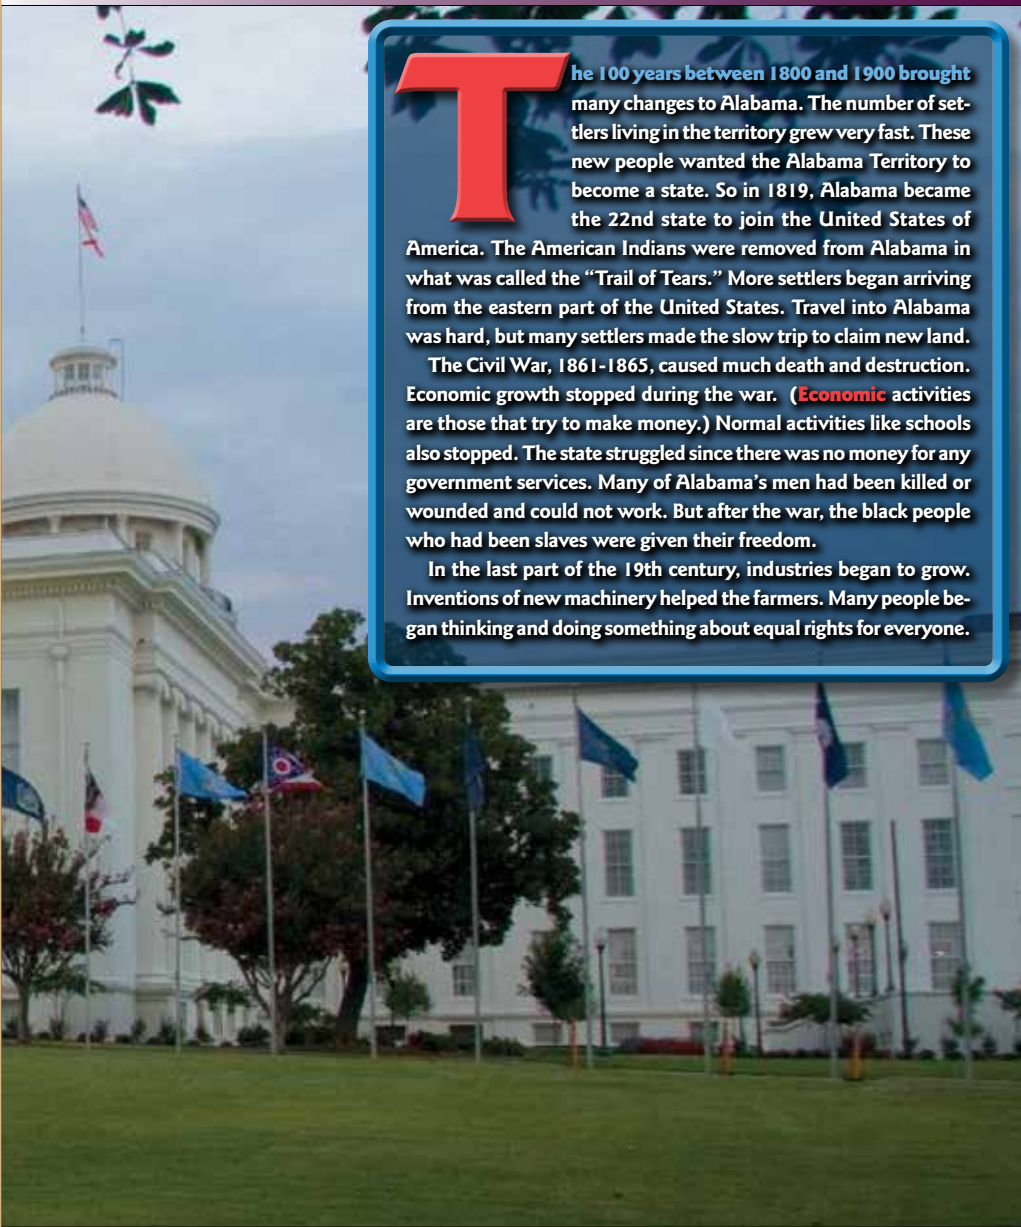 The 100 years between 1800 and 1900 brought
many changes to Alabama. The number of set-
tlers living in the territory grew very fast. These
new people wanted the Alabama Territory to
become a state. So in 1819, Alabama became
the 22nd state to join the United States of
America. The American Indians were removed from Alabama in
what was called the “Trail of Tears.” More settlers began arriving
from the eastern part of the United States. Travel into Alabama
was hard, but many settlers made the slow trip to claim new land.
The Civil War, 1861-1865, caused much death and destruction.
Economic growth stopped during the war. (Economic activities
are those that try to make money.) Normal activities like schools
also stopped. The state struggled since there was no money for any
government services. Many of Alabama’s men had been killed or
wounded and could not work. But after the war, the black people
who had been slaves were given their freedom.
In the last part of the 19th century, industries began to grow.
Inventions of new machinery helped the farmers. Many people be-
gan thinking and doing something about equal rights for everyone.